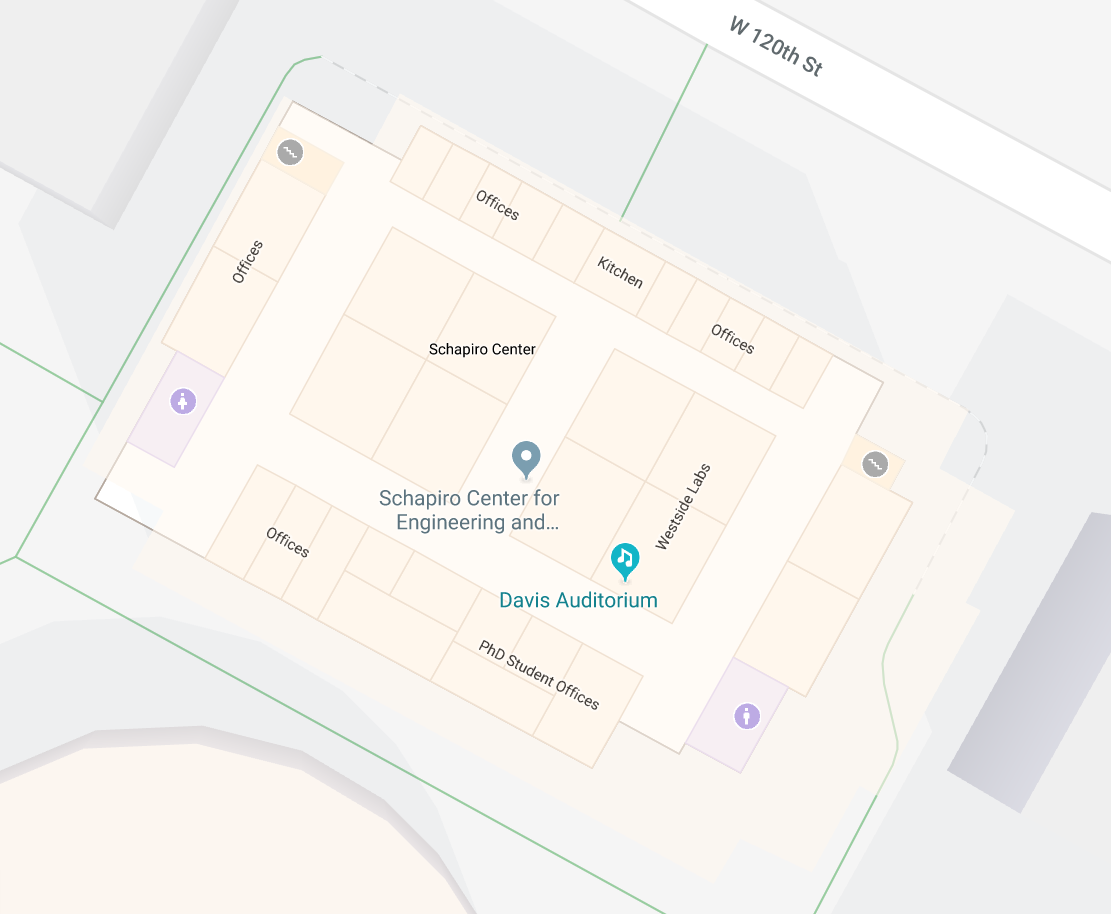 W 120th St
Offices
Offices
Kitchen
Offices
Schapiro Center
Schapiro Center for
Engineering and...
Westside Labs
Offices
Davis Auditorium
PhD Student Offices